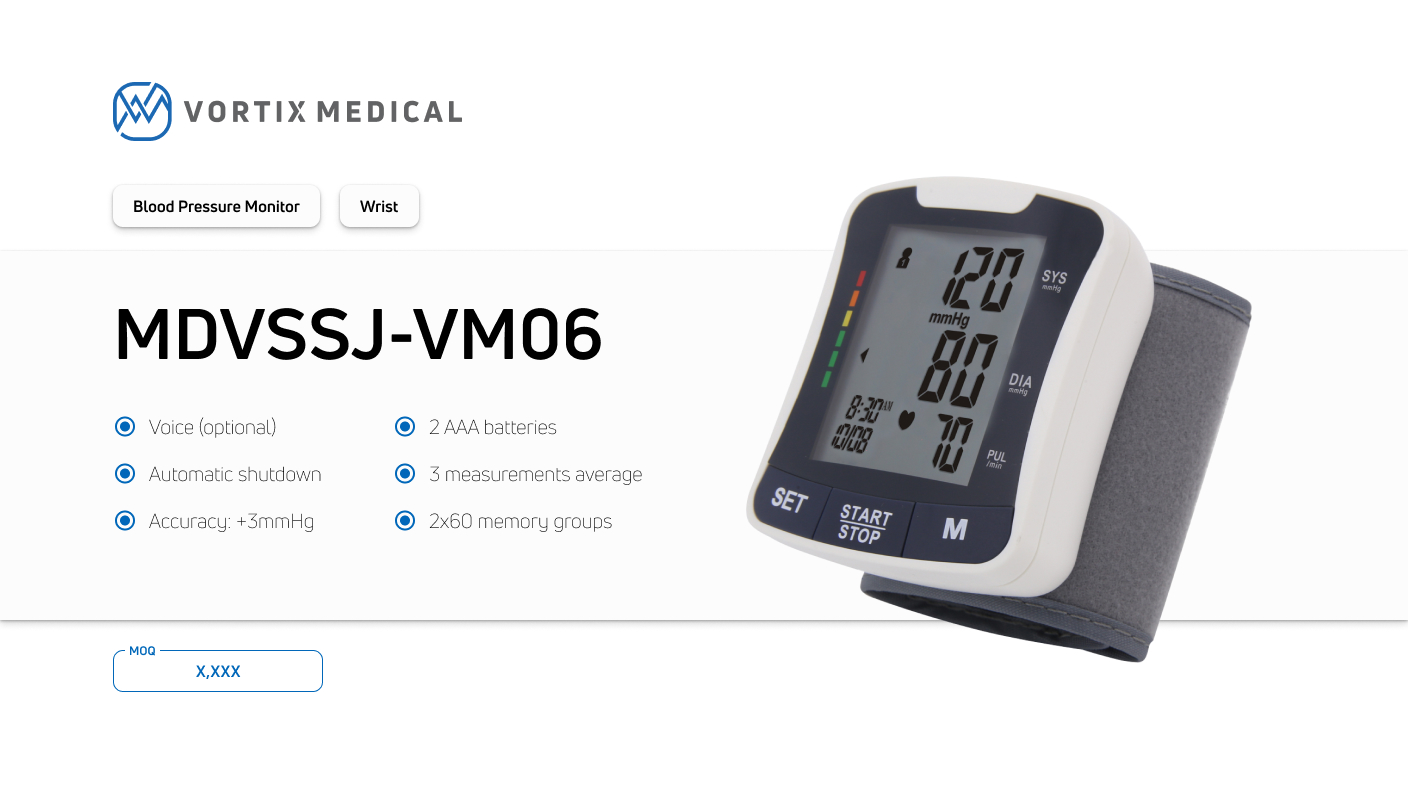 VORTIX MEDICAL
Blood Pressure Monitor
Wrist
MDVSSJ-VM06
Voice (optional)
2 AAA batteries
Automatic shutdown
3 measurements average
Accuracy: +3mmHg
2x60 memory groups
MOQ
X,XXX
1
120
SYS
mmHg
mmHg
80
DIA
mmHg
8:30 AM
10/08
70
PUL
/min
SET
START
STOP
M